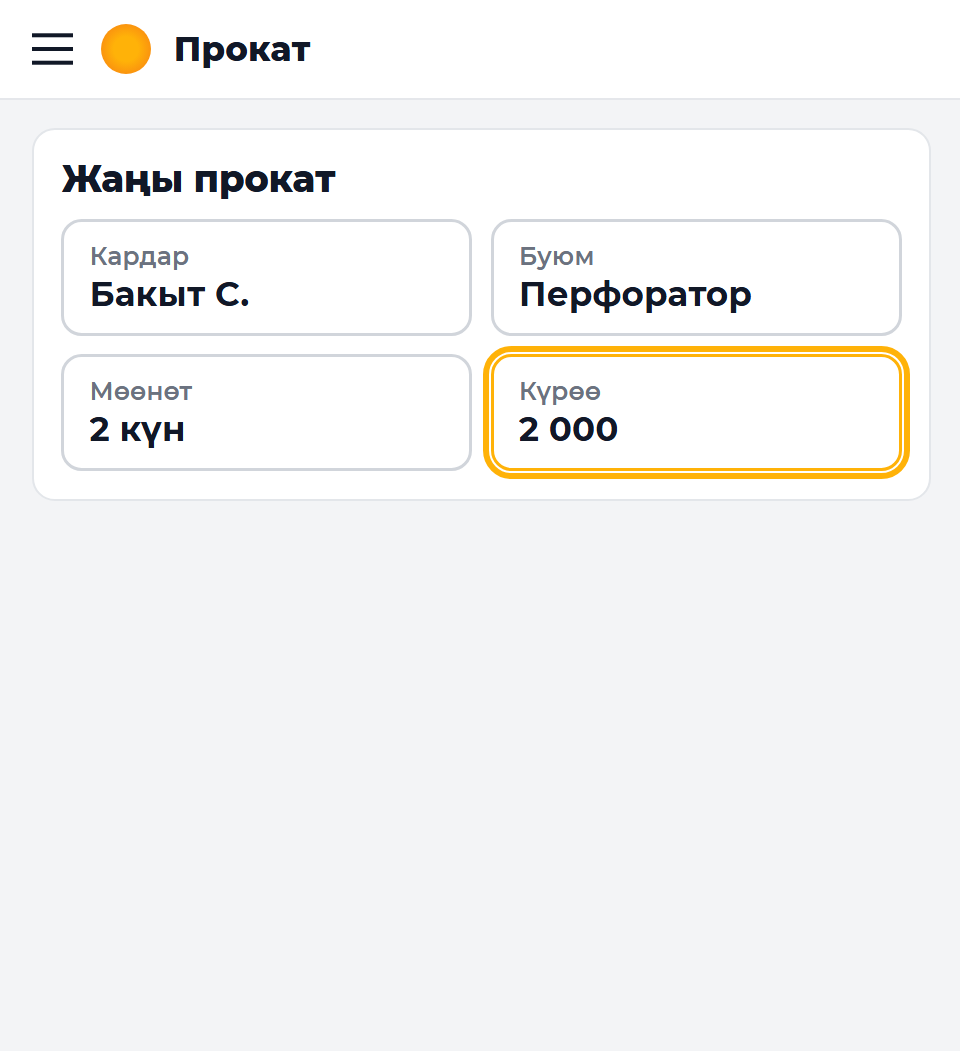 Прокат
Жаңы прокат
Кардар
Бакыт С.
Буюм
Перфоратор
Мөөнөт
2 күн
Күрөө
2 000